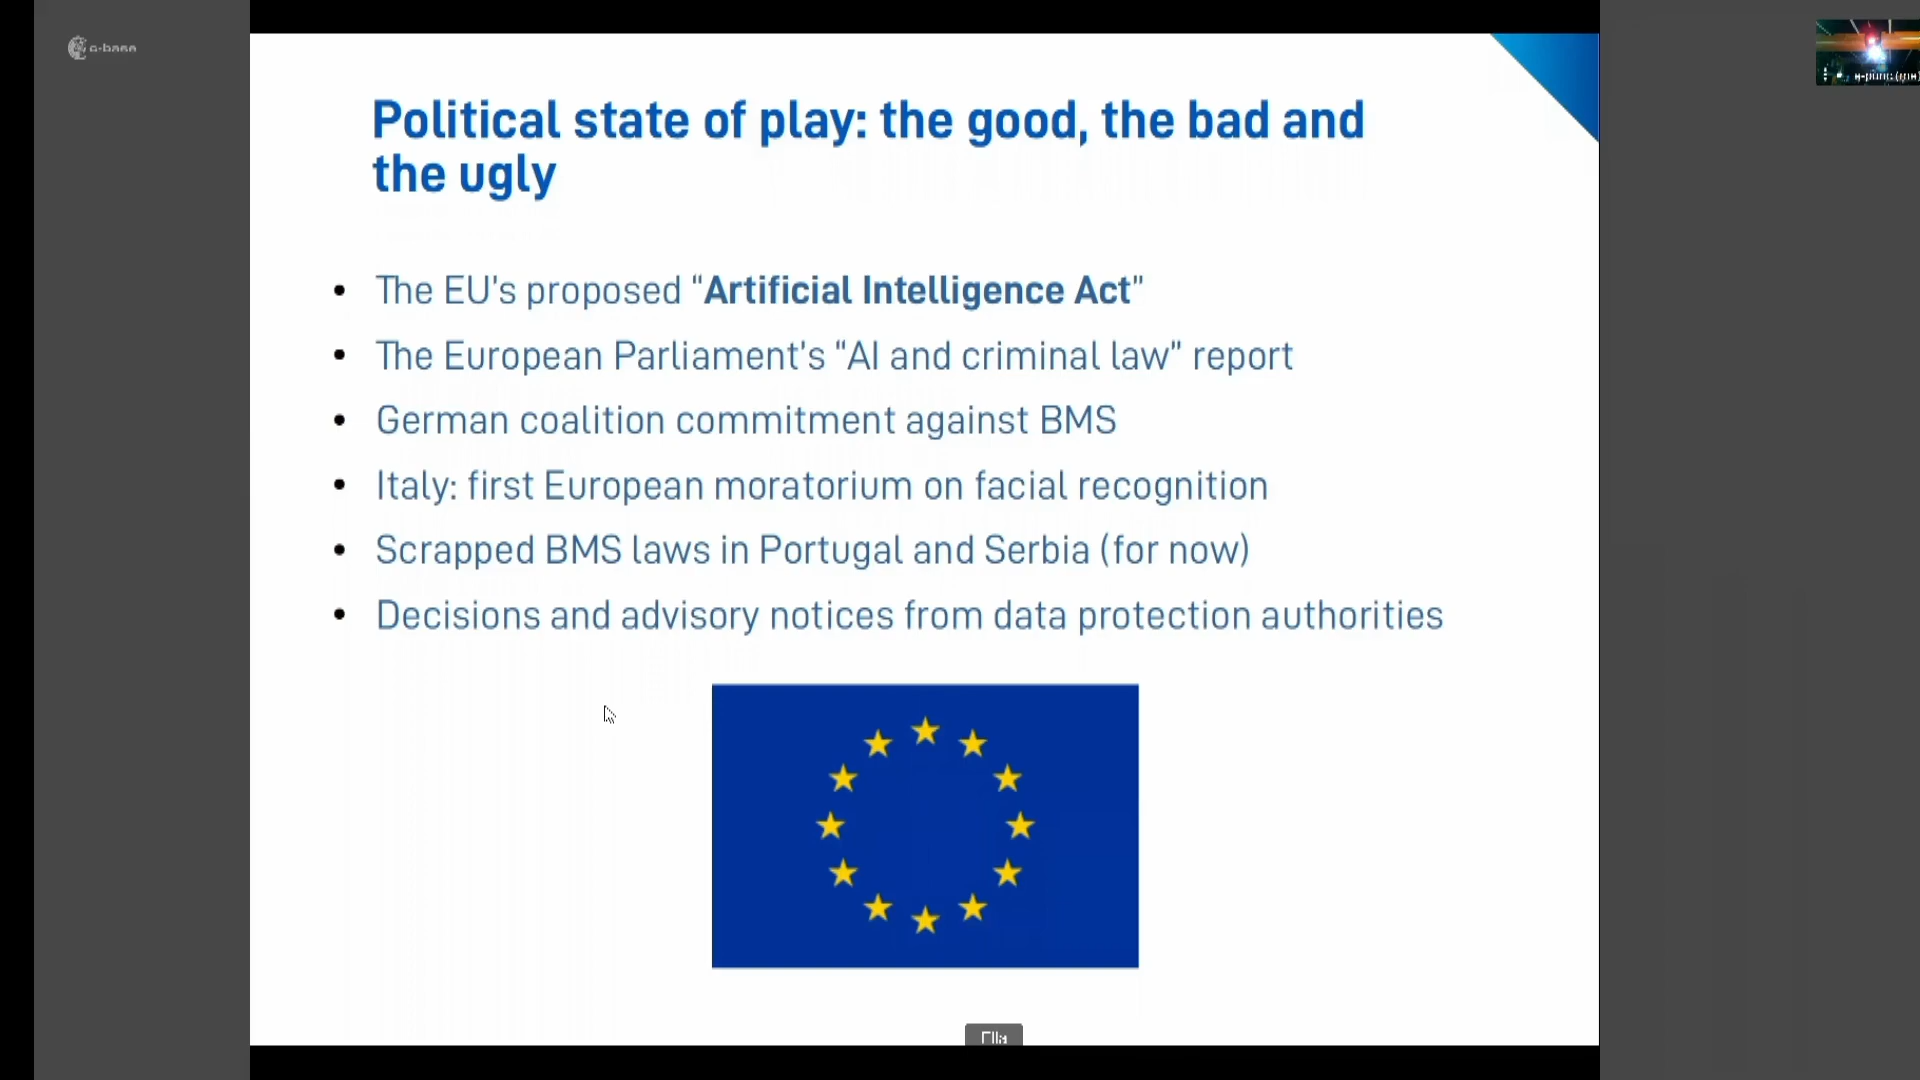 c-base
Political state of play: the good, the bad and
the ugly
• The EU's proposed “Artificial Intelligence Act”
• The European Parliament's “AI and criminal law” report
• German coalition commitment against BMS
• Italy: first European moratorium on facial recognition
• Scrapped BMS laws in Portugal and Serbia (for now)
• Decisions and advisory notices from data protection authorities